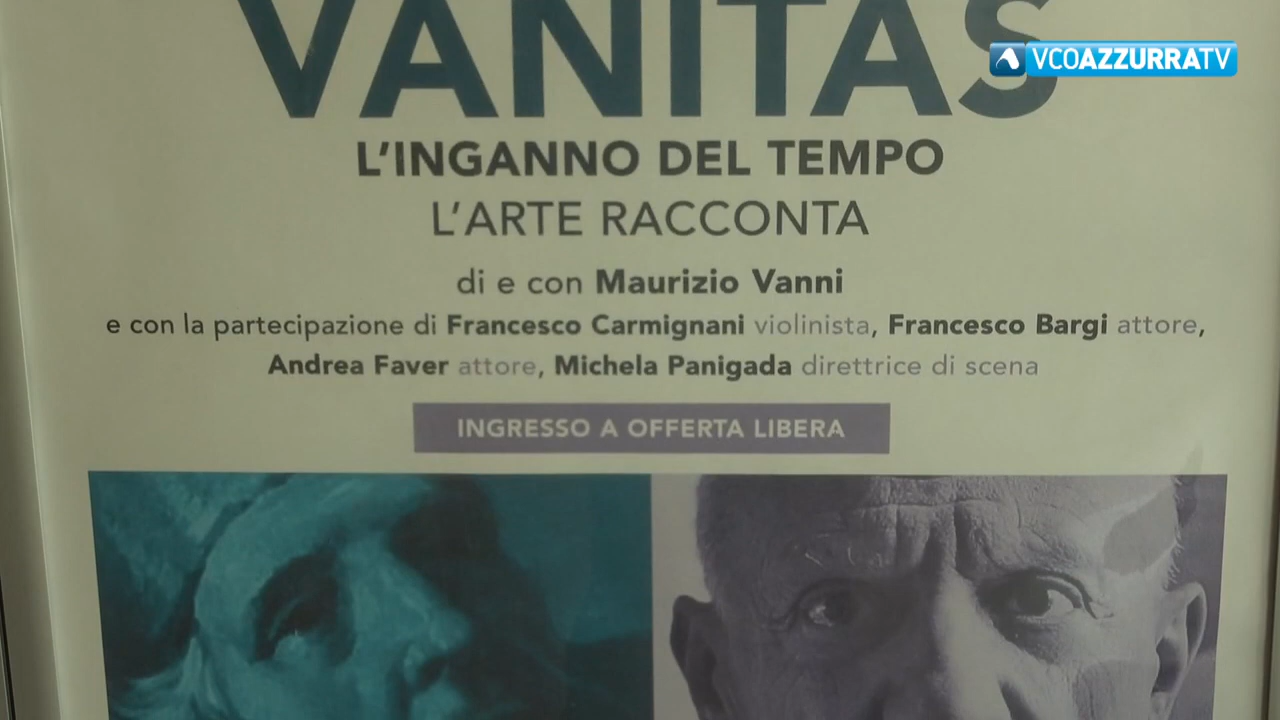 VANITAS
VCOAZZURRATV
L'INGANNO DEL TEMPO
L'ARTE RACCONTA
di e con Maurizio Vanni
e con la partecipazione di Francesco Carmignani violinista, Francesco Bargi attore,
Andrea Faver attore, Michela Panigada direttrice di scena
INGRESSO A OFFERTA LIBERA